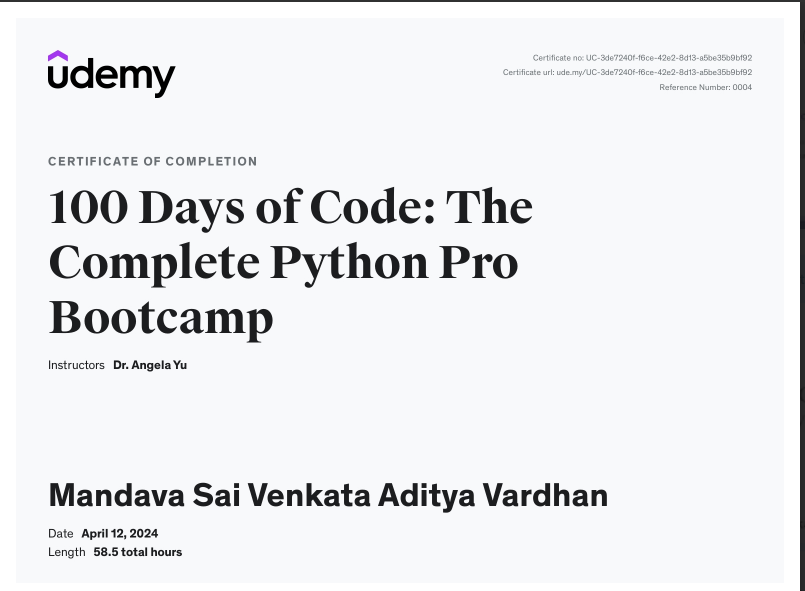 udemy
Certificate no: UC-3de7240f-f6ce-42e2-8d13-a5be35b9bf92
Certificate url: ude.my/UC-3de7240f-f6ce-42e2-8d13-a5be35b9bf92
Reference Number: 0004
CERTIFICATE OF COMPLETION
100 Days of Code: The
Complete Python Pro
Bootcamp
Instructors Dr. Angela Yu
Mandava Sai Venkata Aditya Vardhan
Date April 12, 2024
Length 58.5 total hours